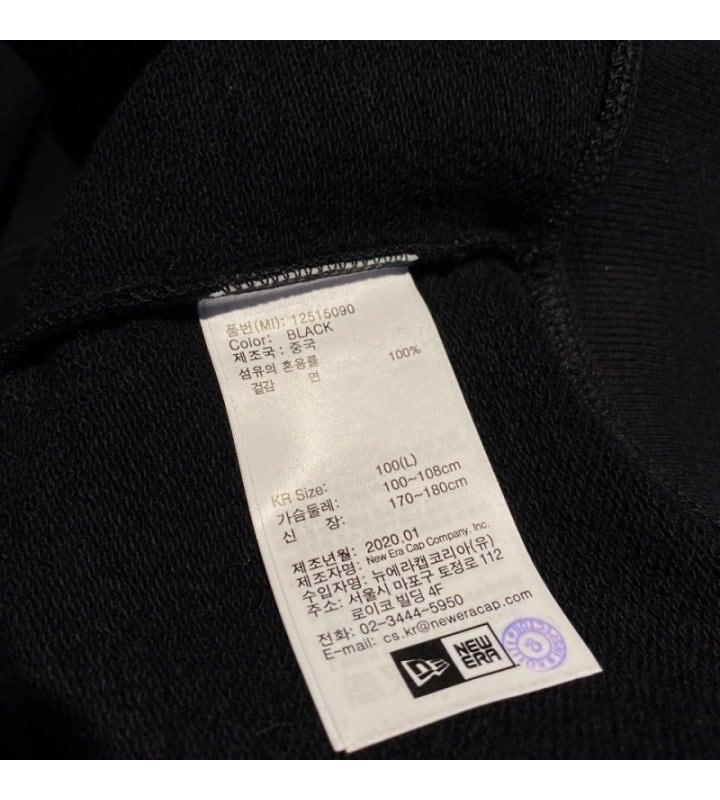 품번(MI): 12515090
Color: BLACK
제조국 : 중국
섬유의 혼용률
겉감 면 100%
KR Size: 100(L)
가슴둘레: 100~108cm
신 장: 170~180cm
제조년월: 2020.01
제조자명: New Era Cap Company. Inc.
수입자명: 뉴에라캡코리아(유)
주소: 서울시 마포구 토정로 112
로이코 빌딩 4F
전화: 02-3444-5950
E-mail: cs.kr@neweracap.com
NEW
ERA